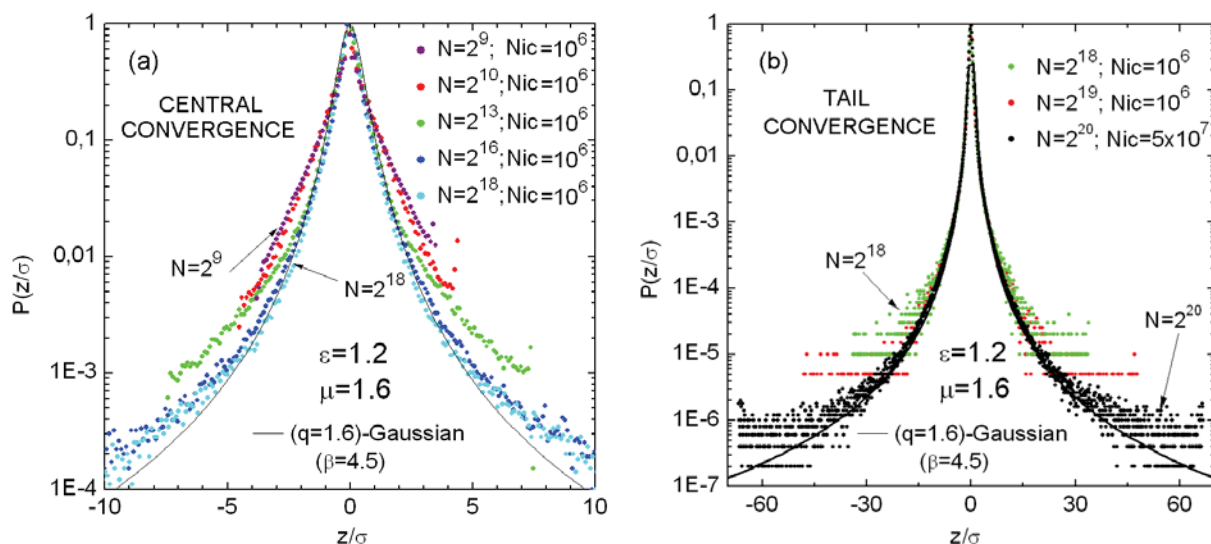 (a)
CENTRAL
CONVERGENCE
N=2^9; Nic=10^6
N=2^10; Nic=10^6
N=2^13; Nic=10^6
N=2^16; Nic=10^6
N=2^18; Nic=10^6
N=2^9
N=2^18
ε=1.2
μ=1.6
(q=1.6)-Gaussian
(β=4.5)
P(z/σ)
1
0,1
0,01
1E-3
1E-4
-10
-5
0
5
10
z/σ
(b)
TAIL
CONVERGENCE
N=2^18; Nic=10^6
N=2^19; Nic=10^6
N=2^20; Nic=5x10^7
N=2^18
N=2^20
ε=1.2
μ=1.6
(q=1.6)-Gaussian
(β=4.5)
P(z/σ)
1
0,1
0,01
1E-3
1E-4
1E-5
1E-6
1E-7
-60
-30
0
30
60
z/σ